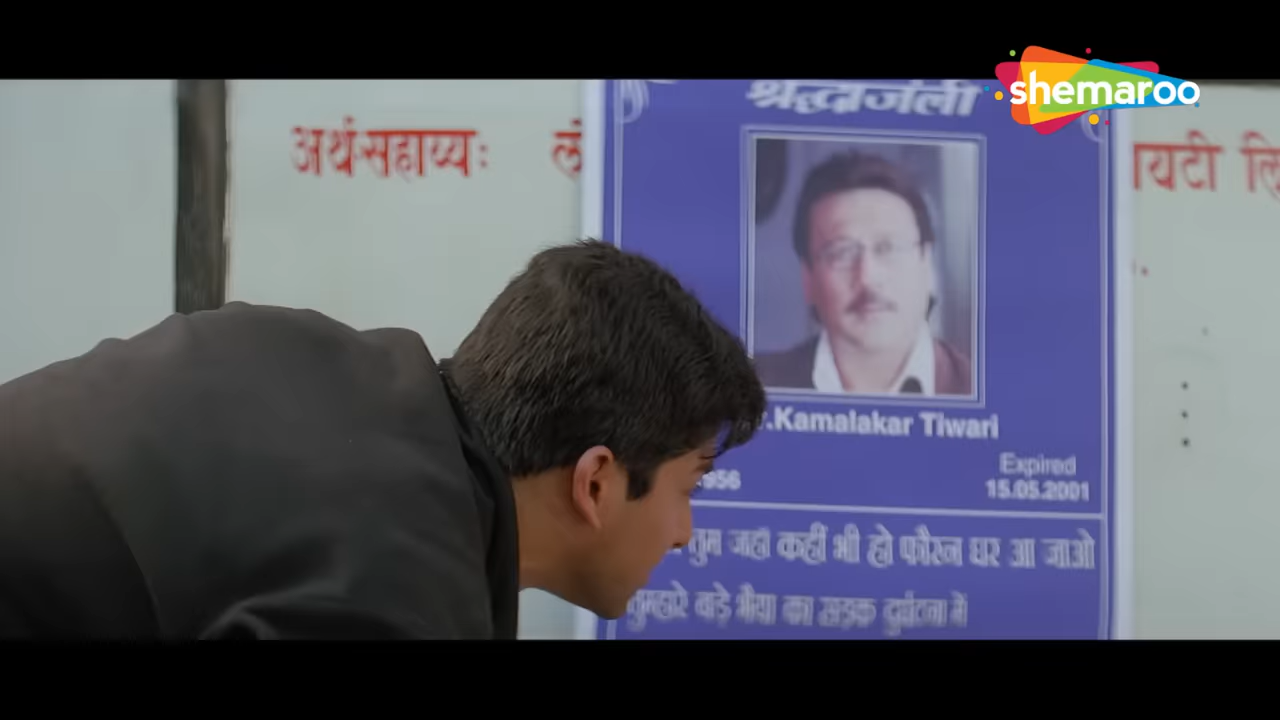 shemaroo
श्रद्धांजली
अर्थसहाय्यः
यटी लि
.Kamalakar Tiwari
1956
Expired
15.05.2001
तुम जहां कहीं भी हो फौरन घर आ जाओ
तुम्हारे बड़े भैया का सड़क दुर्घटना में